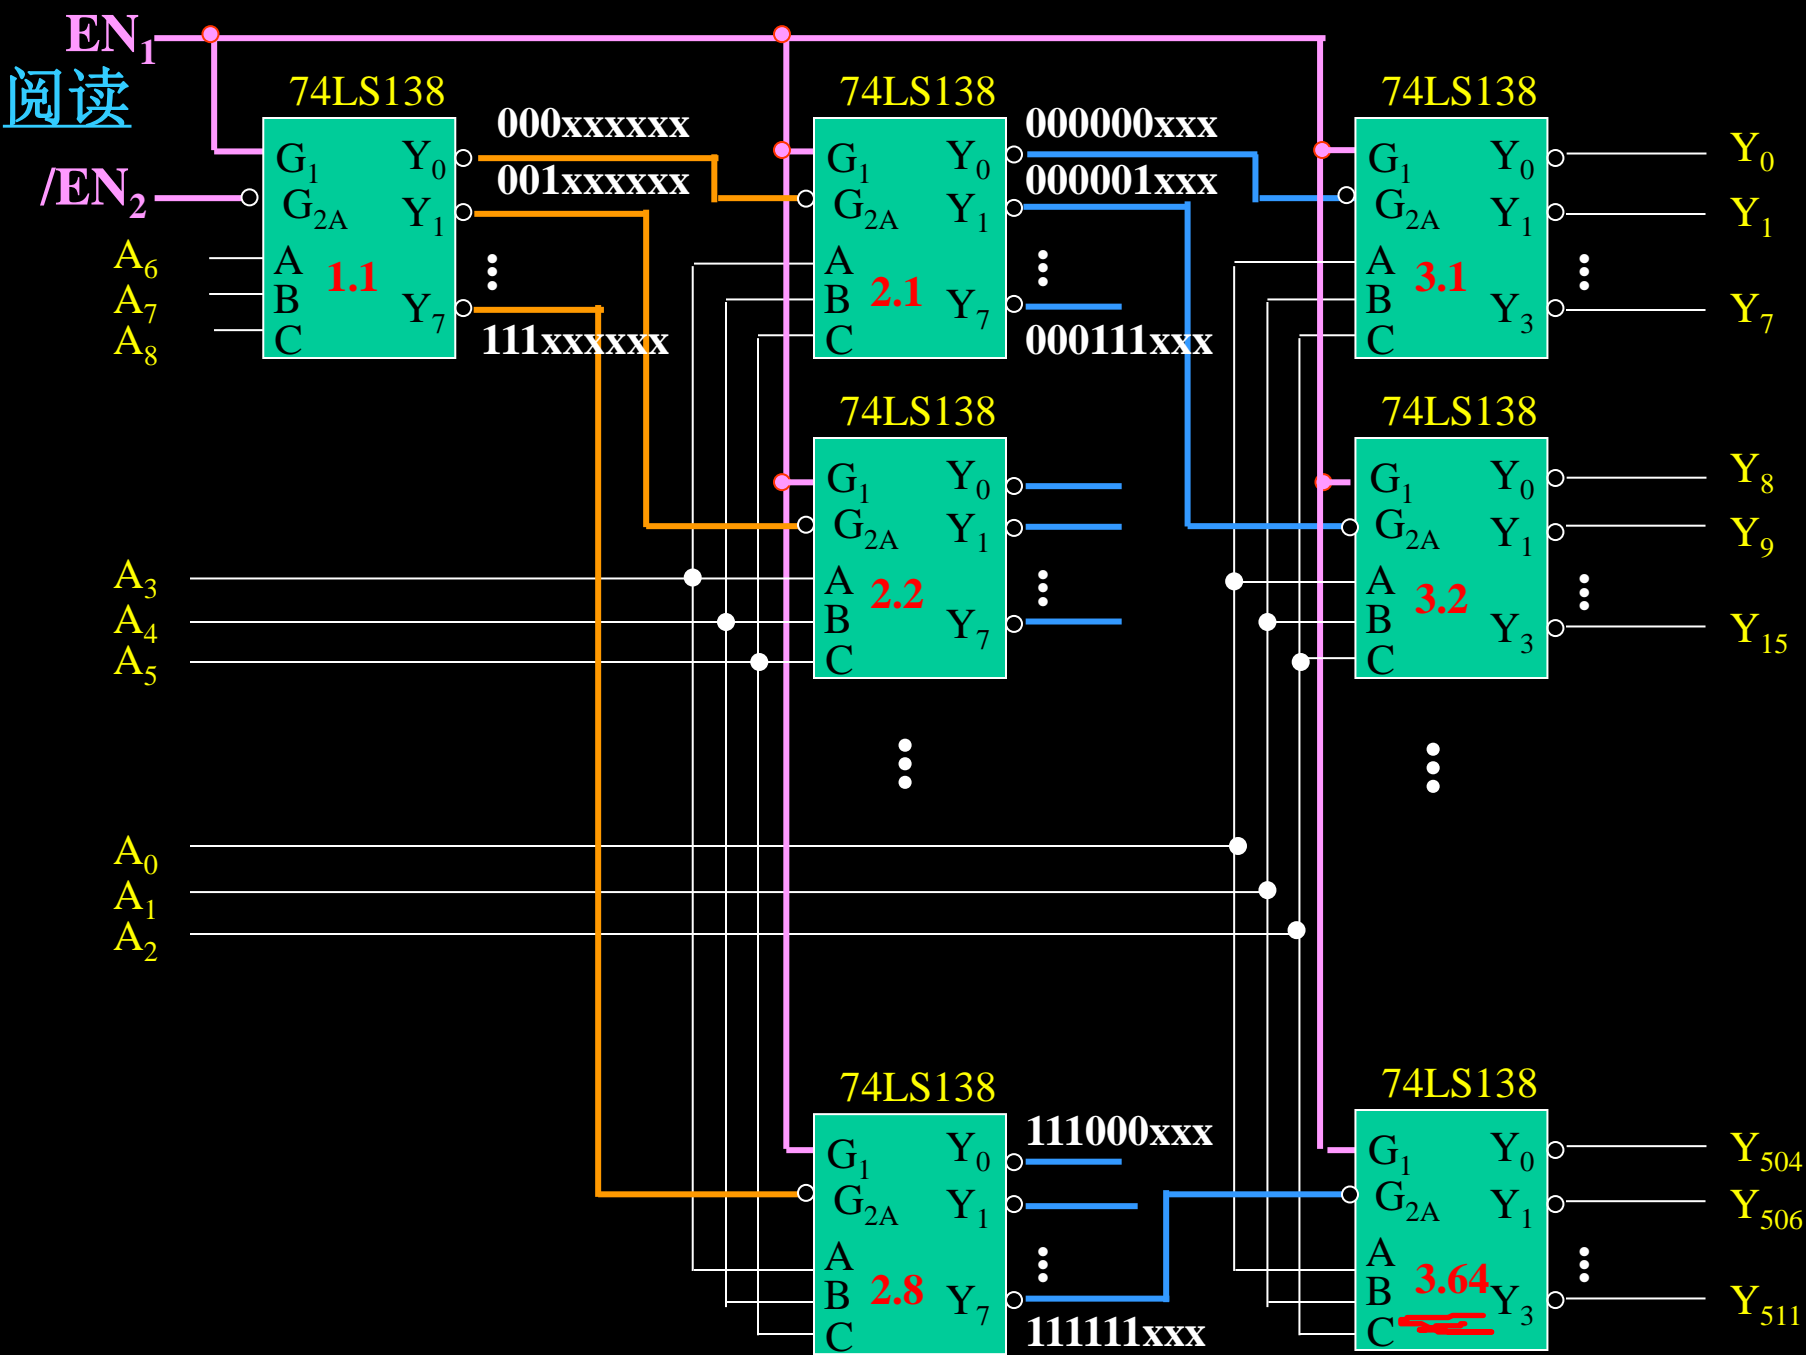 EN1
阅读
/EN2
A6
A7
A8
74LS138
G1
G2A
A
B
C
1.1
Y0
Y1
Y7
000xxxxxx
001xxxxxx
111xxxxxx
74LS138
G1
G2A
A
B
C
2.1
Y0
Y1
Y7
000000xxx
000001xxx
000111xxx
74LS138
G1
G2A
A
B
C
3.1
Y0
Y1
Y3
Y0
Y1
Y7
A3
A4
A5
74LS138
G1
G2A
A
B
C
2.2
Y0
Y1
Y7
74LS138
G1
G2A
A
B
C
3.2
Y0
Y1
Y3
Y8
Y9
Y15
A0
A1
A2
74LS138
G1
G2A
A
B
C
2.8
Y0
Y1
Y7
111000xxx
111111xxx
74LS138
G1
G2A
A
B
C
3.64
Y0
Y1
Y3
Y504
Y506
Y511